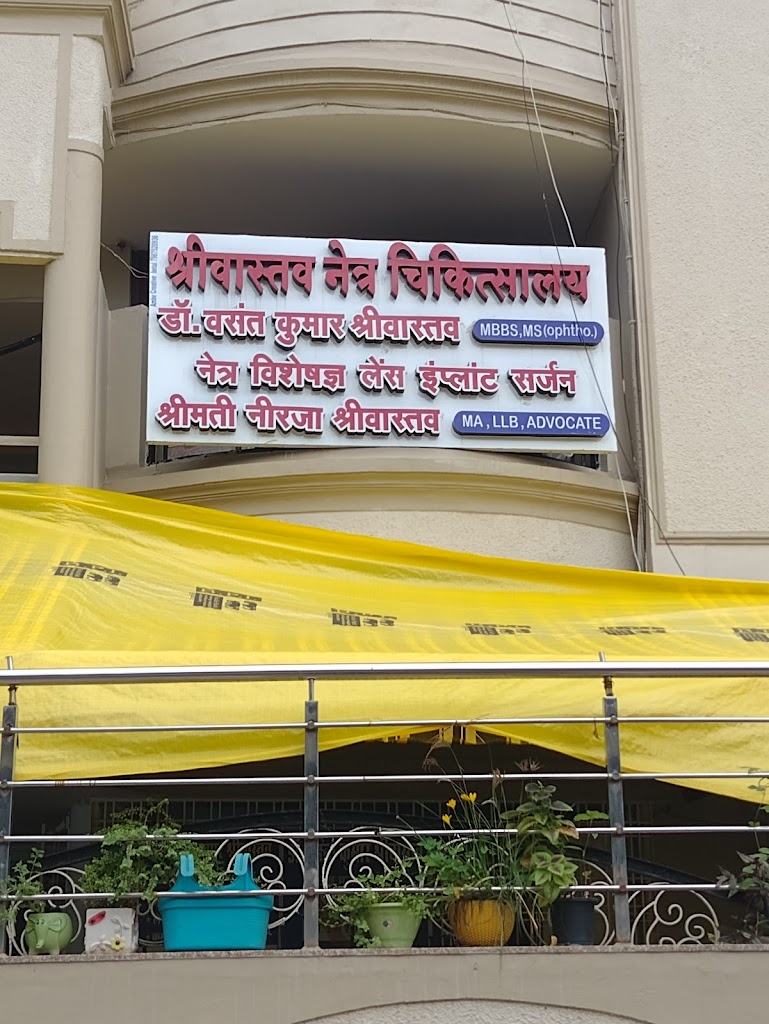 श्रीवास्तव नेत्र चिकित्सालय
डॉ. वसंत कुमार श्रीवास्तव MBBS,MS(ophtho.)
नेत्र विशेषज्ञ लेंस इंप्लांट सर्जन
श्रीमती नीरजा श्रीवास्तव MA, LLB, ADVOCATE